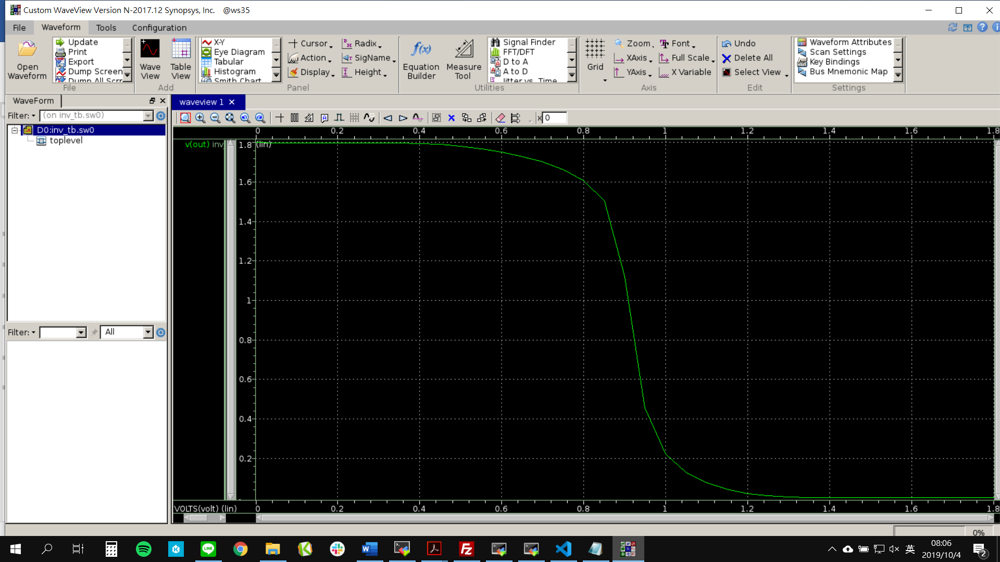 Custom WaveView Version N-2017.12 Synopsys, Inc. @ws35
File Waveform Tools Configuration
Open Waveform
Update
Print
Export
Dump Screen
Dump All Scrr
File
Wave View
Table View
Add
X-Y
Eye Diagram
Tabular
Histogram
Smith Chart
Cursor
Action
Display
Radix
SigName
Height
Panel
Equation Builder
Measure Tool
Signal Finder
FFT/DFT
D to A
A to D
Jitter vs. Time
Utilities
Grid
Zoom
XAxis
YAxis
Font
Full Scale
X Variable
Axis
Undo
Delete All
Select View
Edit
Waveform Attributes
Scan Settings
Key Bindings
Bus Mnemonic Map
Settings
WaveForm
Filter: (on inv_tb.sw0)
D0:inv_tb.sw0
toplevel
Filter: All
waveview 1
x 0
0 0.2 0.4 0.6 0.8 1 1.2 1.4 1.6 1.8
v(out) inv
(lin)
1.8
1.6
1.4
1.2
1
0.8
0.6
0.4
0.2
VOLTS(volt) (lin) 0 0.2 0.4 0.6 0.8 1 1.2 1.4 1.6 1.8
0%
LINE
英
08:06
2019/10/4
2